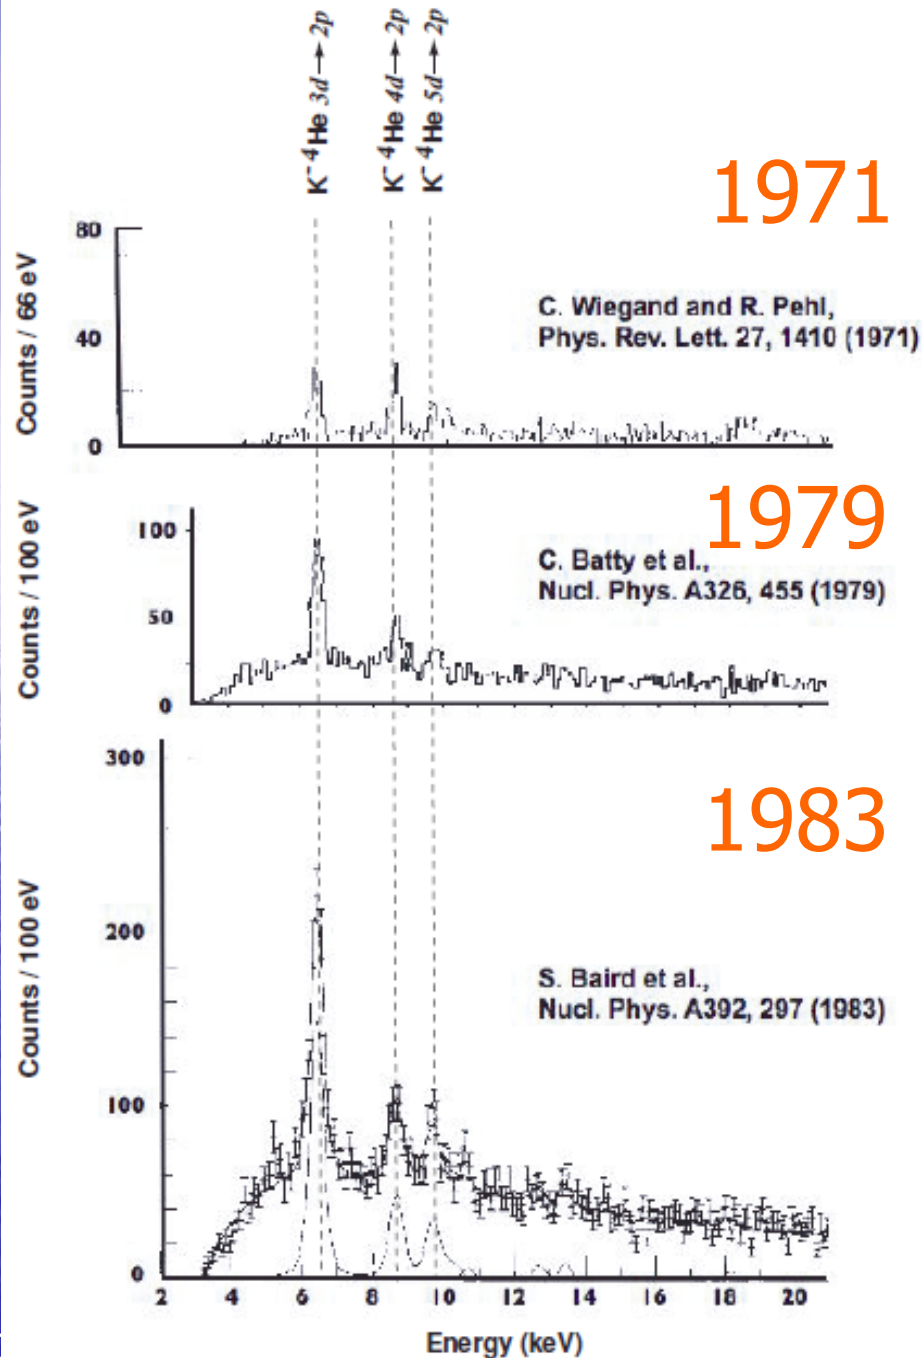 K⁻ ⁴He 3d → 2p
K⁻ ⁴He 4d → 2p
K⁻ ⁴He 5d → 2p
1971
80
40
0
Counts / 66 eV
C. Wiegand and R. Pehl,
Phys. Rev. Lett. 27, 1410 (1971)
1979
100
50
0
Counts / 100 eV
C. Batty et al.,
Nucl. Phys. A326, 455 (1979)
1983
300
200
100
0
Counts / 100 eV
S. Baird et al.,
Nucl. Phys. A392, 297 (1983)
2 4 6 8 10 12 14 16 18 20
Energy (keV)